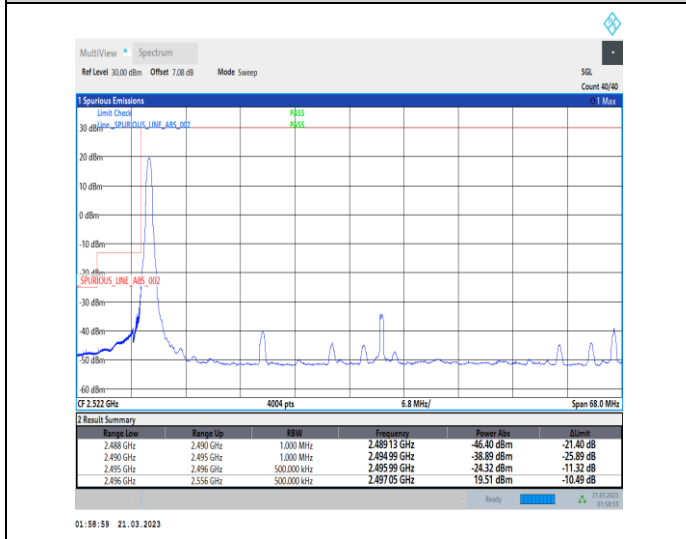 MultiView Spectrum
Ref Level 30.00 dBm Offset 7.08 dB Mode Sweep SGL
Count 40/40
1 Spurious Emissions 1 Max
Limit Check PASS
30 dBm Line _SPURIOUS_LINE_ABS_002 PASS
20 dBm
10 dBm
0 dBm
-10 dBm
-20 dBm
SPURIOUS_LINE_ABS_002
-30 dBm
-40 dBm
-50 dBm
-60 dBm
CF 2.522 GHz 4004 pts 6.8 MHz/ Span 68.0 MHz
2 Result Summary
Range Low Range Up RBW Frequency Power Abs ΔLimit
2.488 GHz 2.490 GHz 1.000 MHz 2.489 13 GHz -46.40 dBm -21.40 dB
2.490 GHz 2.495 GHz 1.000 MHz 2.494 99 GHz -38.89 dBm -25.89 dB
2.495 GHz 2.496 GHz 500.000 kHz 2.495 99 GHz -24.32 dBm -11.32 dB
2.496 GHz 2.556 GHz 500.000 kHz 2.497 05 GHz 19.51 dBm -10.49 dB
Ready 21.03.2023
01:58:59
01:58:59 21.03.2023